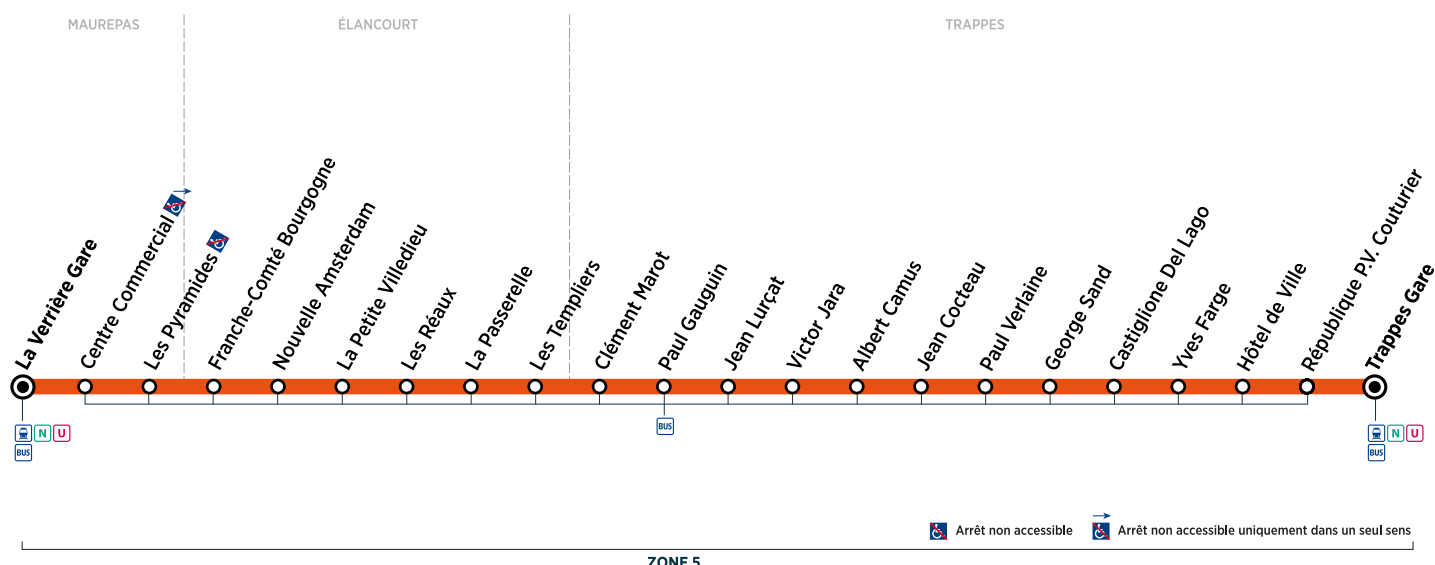 MAUREPAS
ÉLANCOURT
TRAPPES
La Verrière Gare
Centre Commercial
Les Pyramides
Franche-Comté Bourgogne
Nouvelle Amsterdam
La Petite Villedieu
Les Réaux
La Passerelle
Les Templiers
Clément Marot
Paul Gauguin
Jean Lurçat
Victor Jara
Albert Camus
Jean Cocteau
Paul Verlaine
George Sand
Castiglione Del Lago
Yves Farge
Hôtel de Ville
République P.V. Couturier
Trappes Gare
N U
BUS
BUS
N U
BUS
Arrêt non accessible
Arrêt non accessible uniquement dans un seul sens
ZONE 5